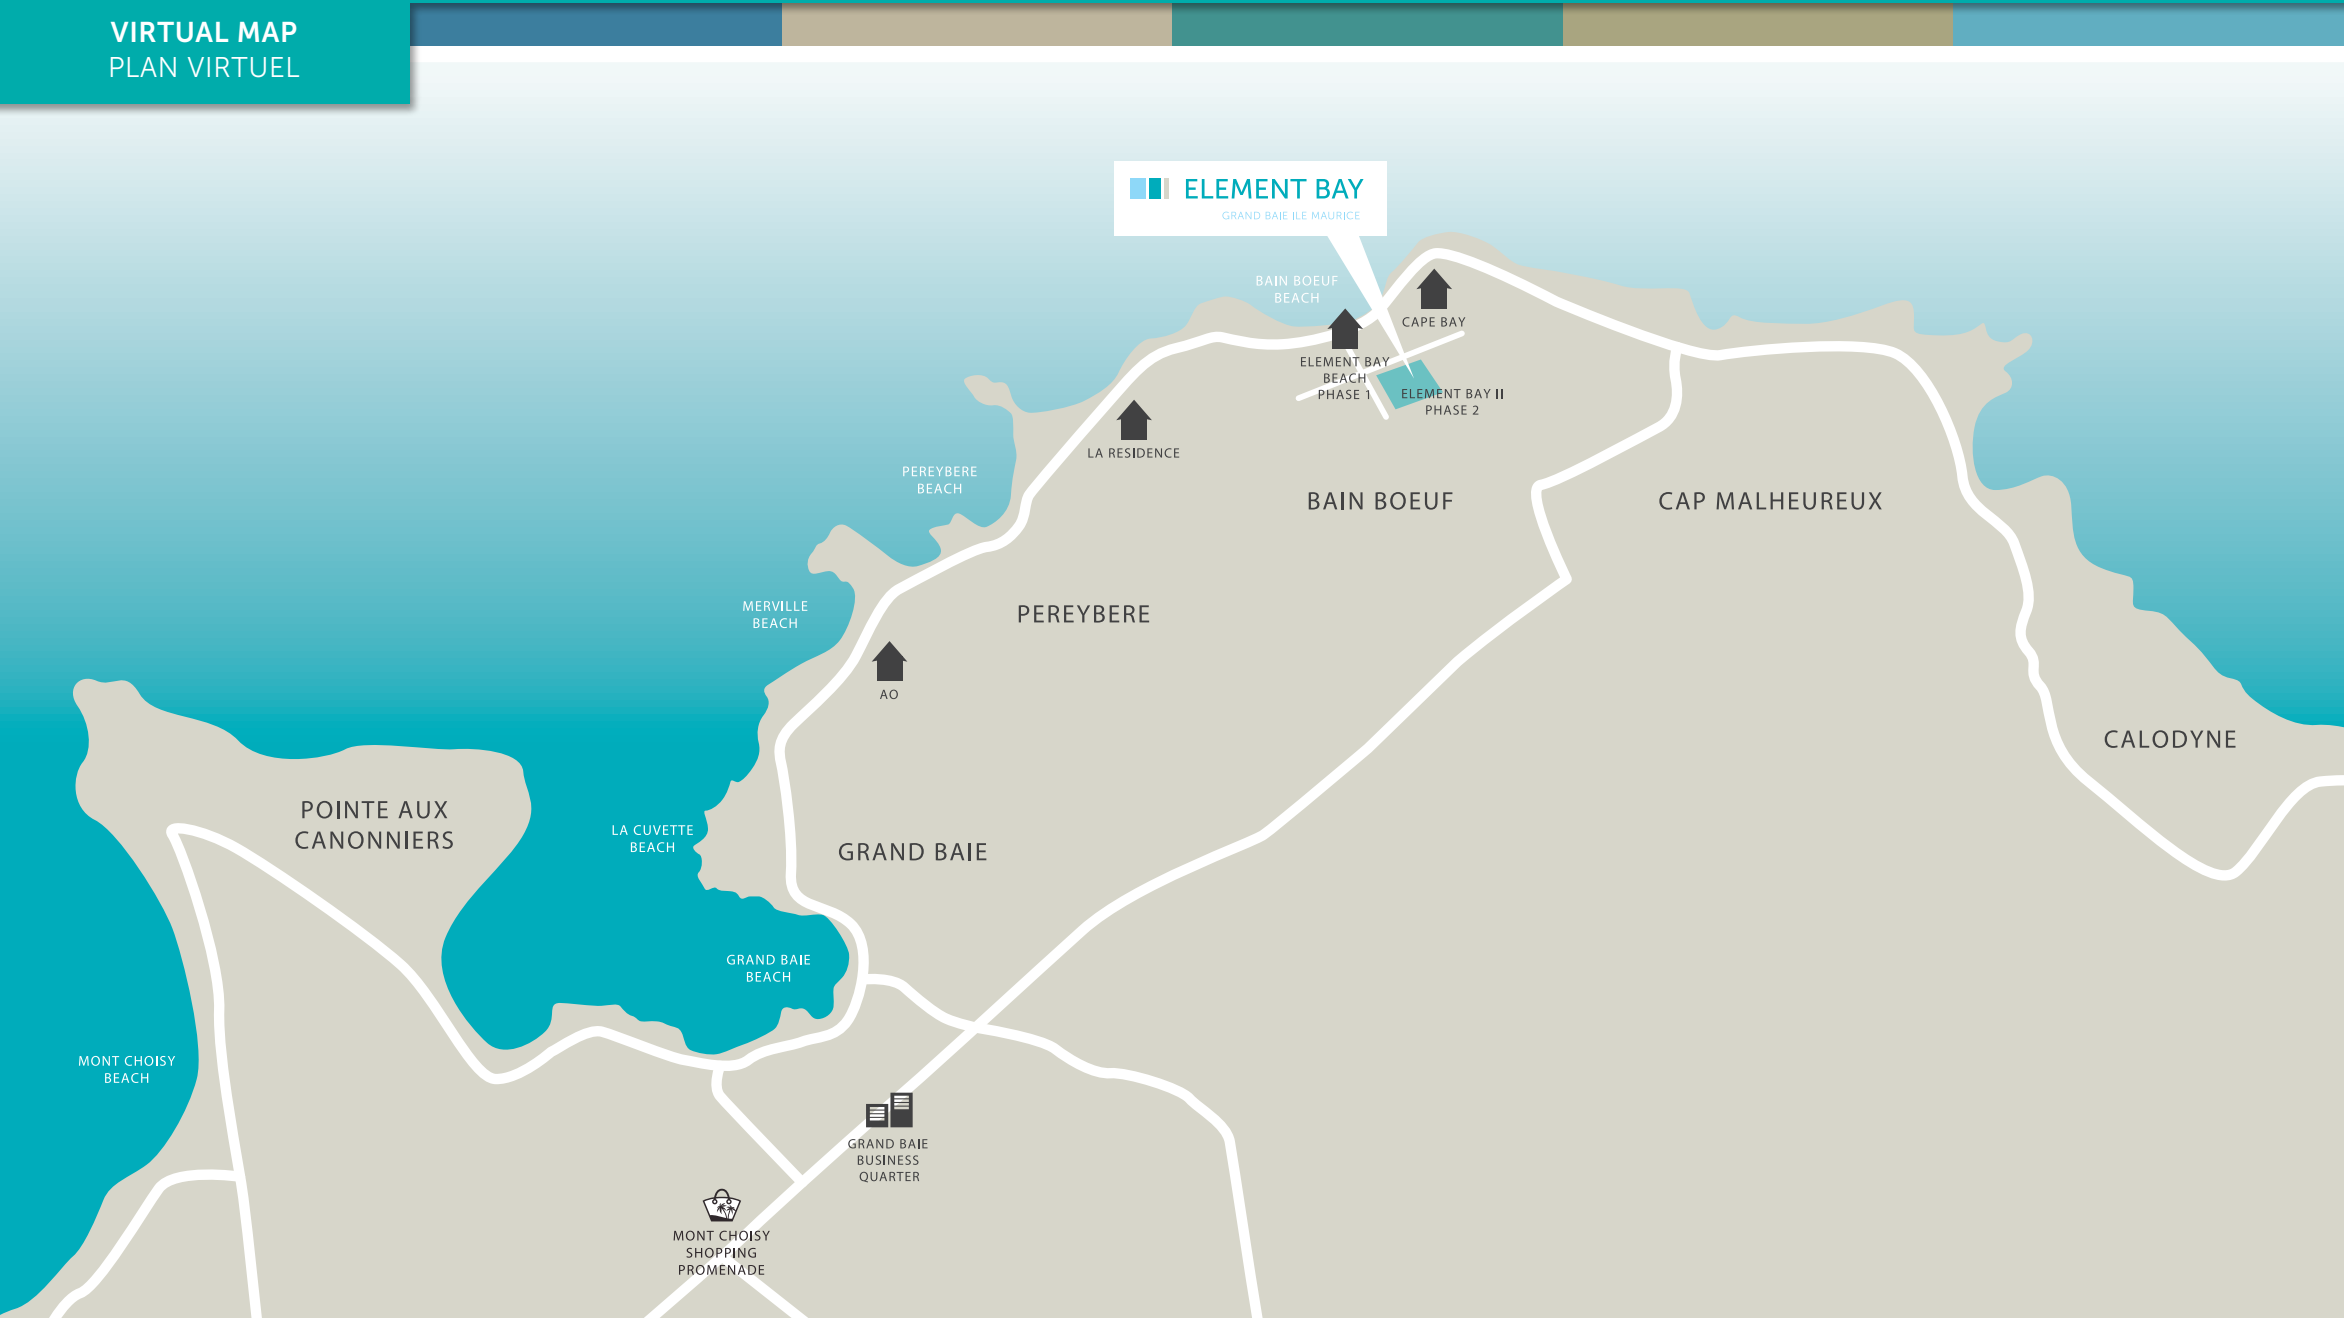 VIRTUAL MAP
PLAN VIRTUEL
ELEMENT BAY
GRAND BAIE ILE MAURICE
BAIN BOEUF
BEACH
CAPE BAY
ELEMENT BAY
BEACH
PHASE 1
ELEMENT BAY II
PHASE 2
LA RESIDENCE
PEREYBERE
BEACH
BAIN BOEUF
CAP MALHEUREUX
MERVILLE
BEACH
PEREYBERE
AO
CALODYNE
POINTE AUX
CANONNIERS
LA CUVETTE
BEACH
GRAND BAIE
GRAND BAIE
BEACH
MONT CHOISY
BEACH
GRAND BAIE
BUSINESS
QUARTER
MONT CHOISY
SHOPPING
PROMENADE